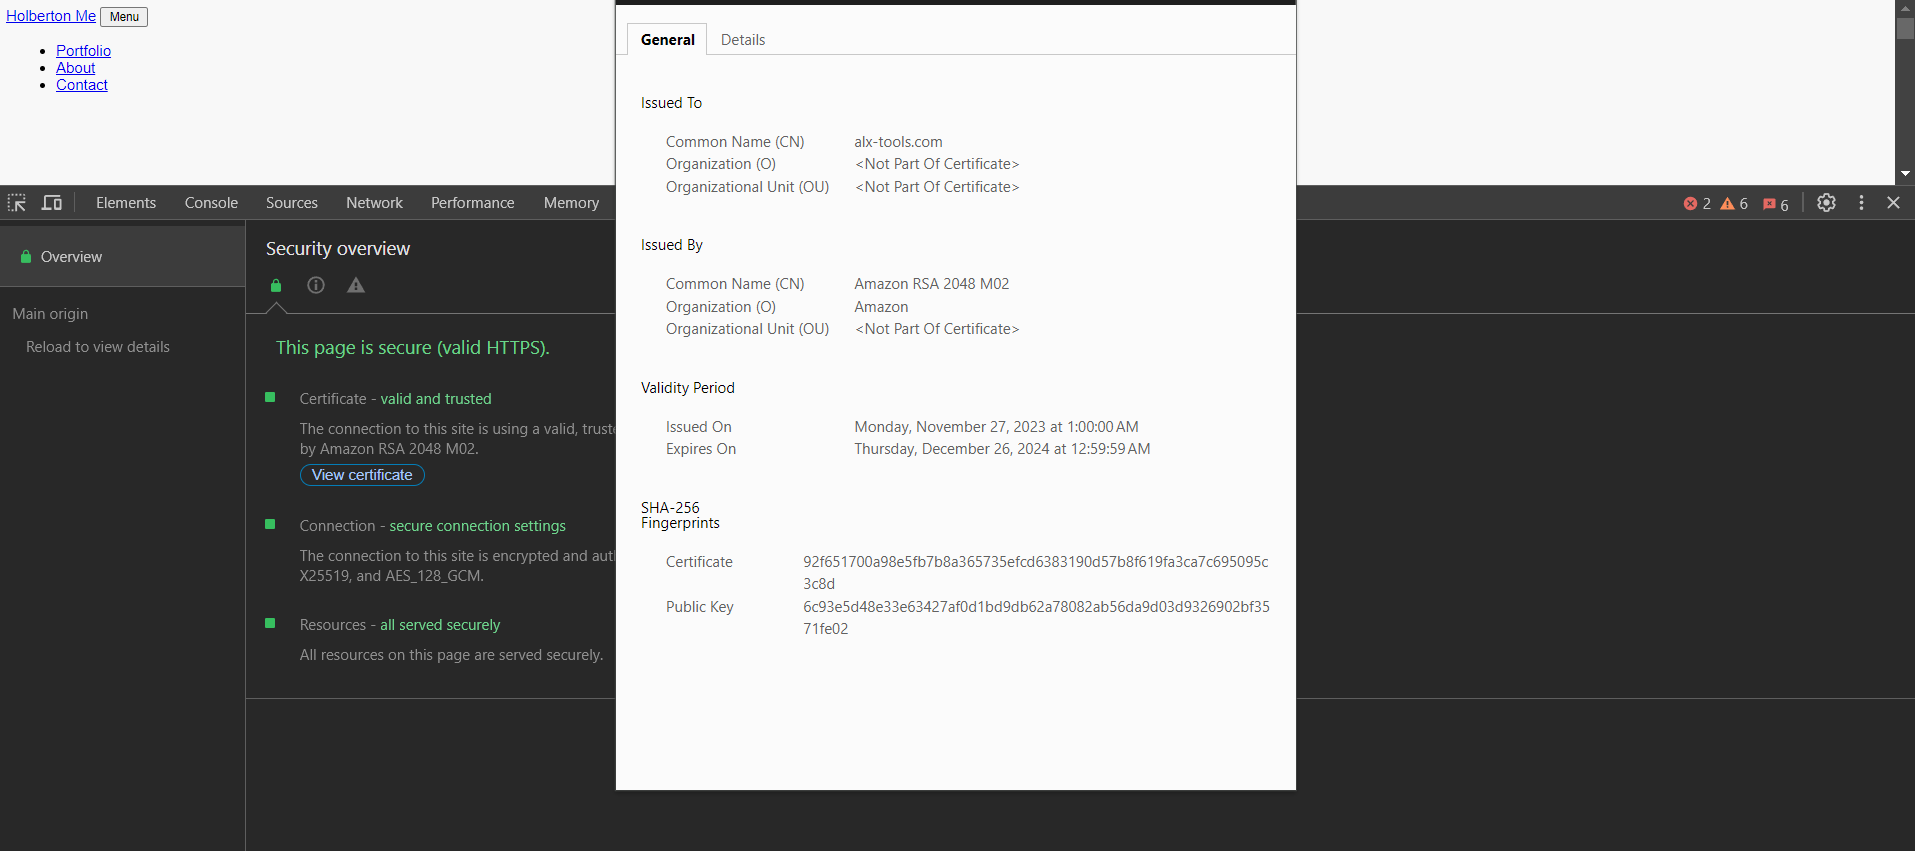 Holberton Me Menu
Portfolio
About
Contact
Elements Console Sources Network Performance Memory
2 6 6
Overview
Main origin
Reload to view details
Security overview
This page is secure (valid HTTPS).
Certificate - valid and trusted
The connection to this site is using a valid,
by Amazon RSA 2048 M02.
View certificate
Connection - secure connection settings
The connection to this site is encrypted and
X25519, and AES_128_GCM.
Resources - all served securely
All resources on this page are served securely.
General Details
Issued To
Common Name (CN) alx-tools.com
Organization (O) <Not Part Of Certificate>
Organizational Unit (OU) <Not Part Of Certificate>
Issued By
Common Name (CN) Amazon RSA 2048 M02
Organization (O) Amazon
Organizational Unit (OU) <Not Part Of Certificate>
Validity Period
Issued On Monday, November 27, 2023 at 1:00:00 AM
Expires On Thursday, December 26, 2024 at 12:59:59 AM
SHA-256
Fingerprints
Certificate 92f651700a98e5fb7b8a365735efcd6383190d57b8f619fa3ca7c695095c
3c8d
Public Key 6c93e5d48e33e63427af0d1bd9db62a78082ab56da9d03d9326902bf35
71fe02